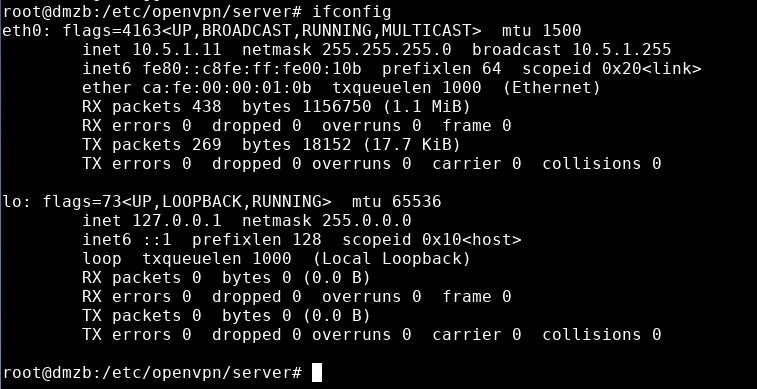 root@dmzb:/etc/openvpn/server# ifconfig
eth0: flags=4163<UP,BROADCAST,RUNNING,MULTICAST>  mtu 1500
        inet 10.5.1.11  netmask 255.255.255.0  broadcast 10.5.1.255
        inet6 fe80::c8fe:ff:fe00:10b  prefixlen 64  scopeid 0x20<link>
        ether ca:fe:00:00:01:0b  txqueuelen 1000  (Ethernet)
        RX packets 438  bytes 1156750 (1.1 MiB)
        RX errors 0  dropped 0  overruns 0  frame 0
        TX packets 269  bytes 18152 (17.7 KiB)
        TX errors 0  dropped 0 overruns 0  carrier 0  collisions 0

lo: flags=73<UP,LOOPBACK,RUNNING>  mtu 65536
        inet 127.0.0.1  netmask 255.0.0.0
        inet6 ::1  prefixlen 128  scopeid 0x10<host>
        loop  txqueuelen 1000  (Local Loopback)
        RX packets 0  bytes 0 (0.0 B)
        RX errors 0  dropped 0  overruns 0  frame 0
        TX packets 0  bytes 0 (0.0 B)
        TX errors 0  dropped 0 overruns 0  carrier 0  collisions 0

root@dmzb:/etc/openvpn/server#